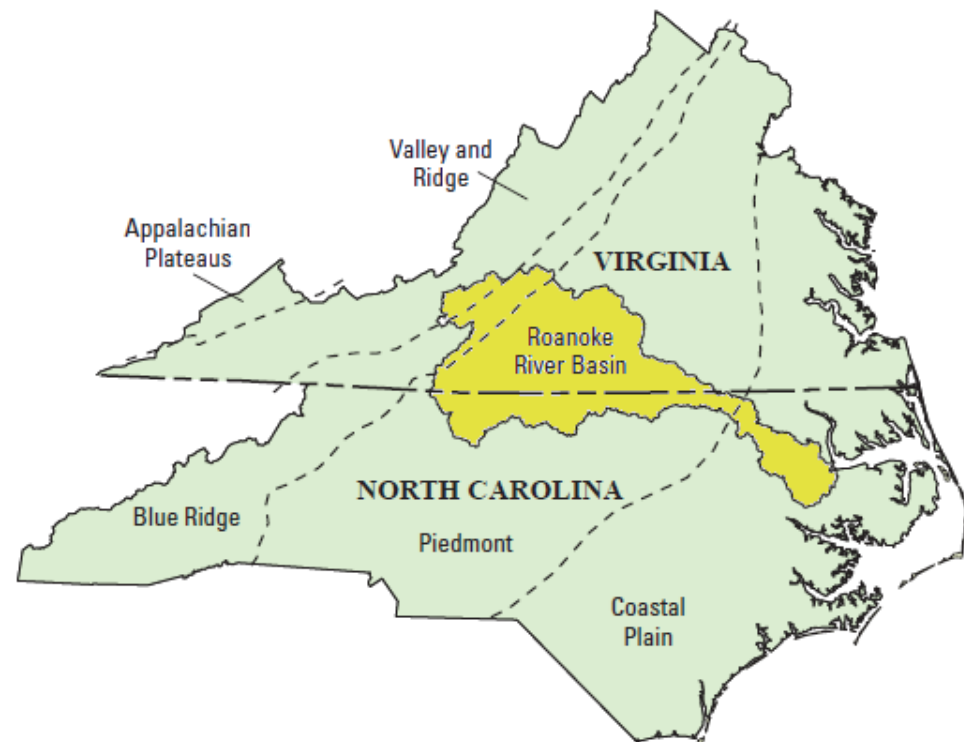 Valley and
Ridge
Appalachian
Plateaus
VIRGINIA
Roanoke
River Basin
NORTH CAROLINA
Blue Ridge
Piedmont
Coastal
Plain